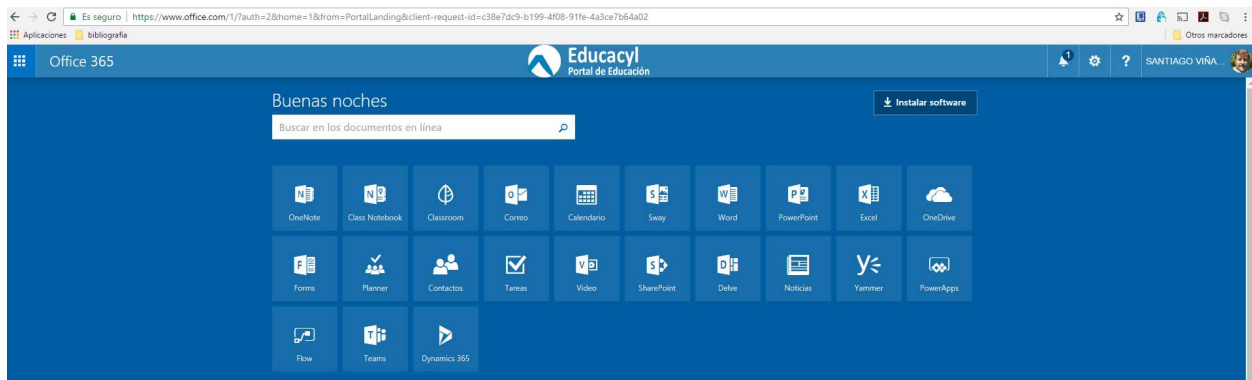 Es seguro | https://www.office.com/1/?auth=2&home=1&from=PortalLanding&client-request-id=c38e7dc9-b199-4f08-91fe-4a3ce7b64a02
Aplicaciones bibliografia Otros marcadores
Office 365 Educacyl 1 ? SANTIAGO VIÑA...
Portal de Educación
Buenas noches Instalar software
Buscar en los documentos en línea
OneNote Class Notebook Classroom Correo Calendario Sway Word PowerPoint Excel OneDrive
Forms Planner Contactos Tareas Video SharePoint Delve Noticias Yammer PowerApps
Flow Teams Dynamics 365